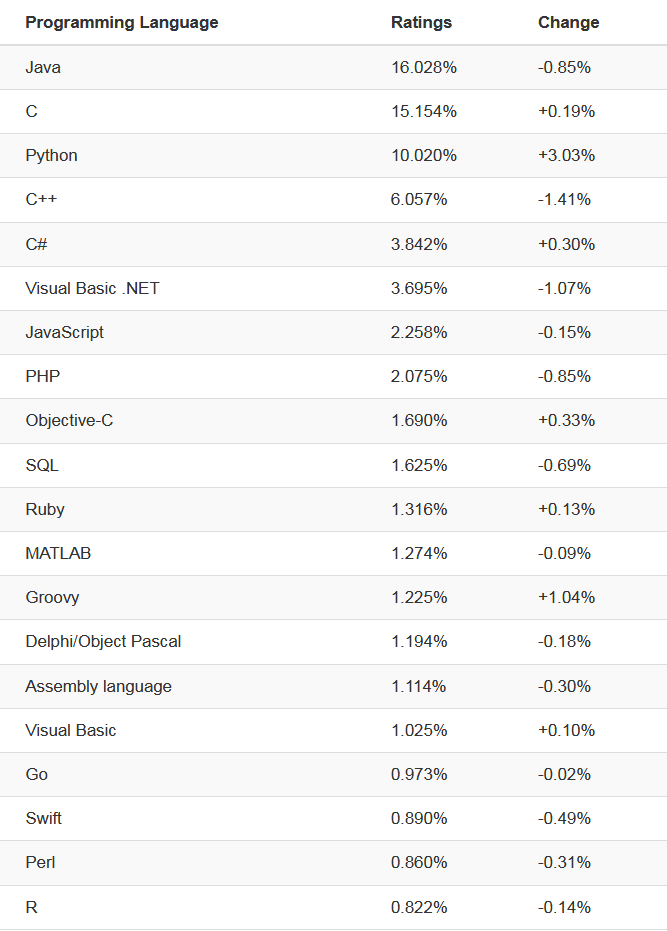 Programming Language Ratings Change
Java 16.028% -0.85%
C 15.154% +0.19%
Python 10.020% +3.03%
C++ 6.057% -1.41%
C# 3.842% +0.30%
Visual Basic .NET 3.695% -1.07%
JavaScript 2.258% -0.15%
PHP 2.075% -0.85%
Objective-C 1.690% +0.33%
SQL 1.625% -0.69%
Ruby 1.316% +0.13%
MATLAB 1.274% -0.09%
Groovy 1.225% +1.04%
Delphi/Object Pascal 1.194% -0.18%
Assembly language 1.114% -0.30%
Visual Basic 1.025% +0.10%
Go 0.973% -0.02%
Swift 0.890% -0.49%
Perl 0.860% -0.31%
R 0.822% -0.14%